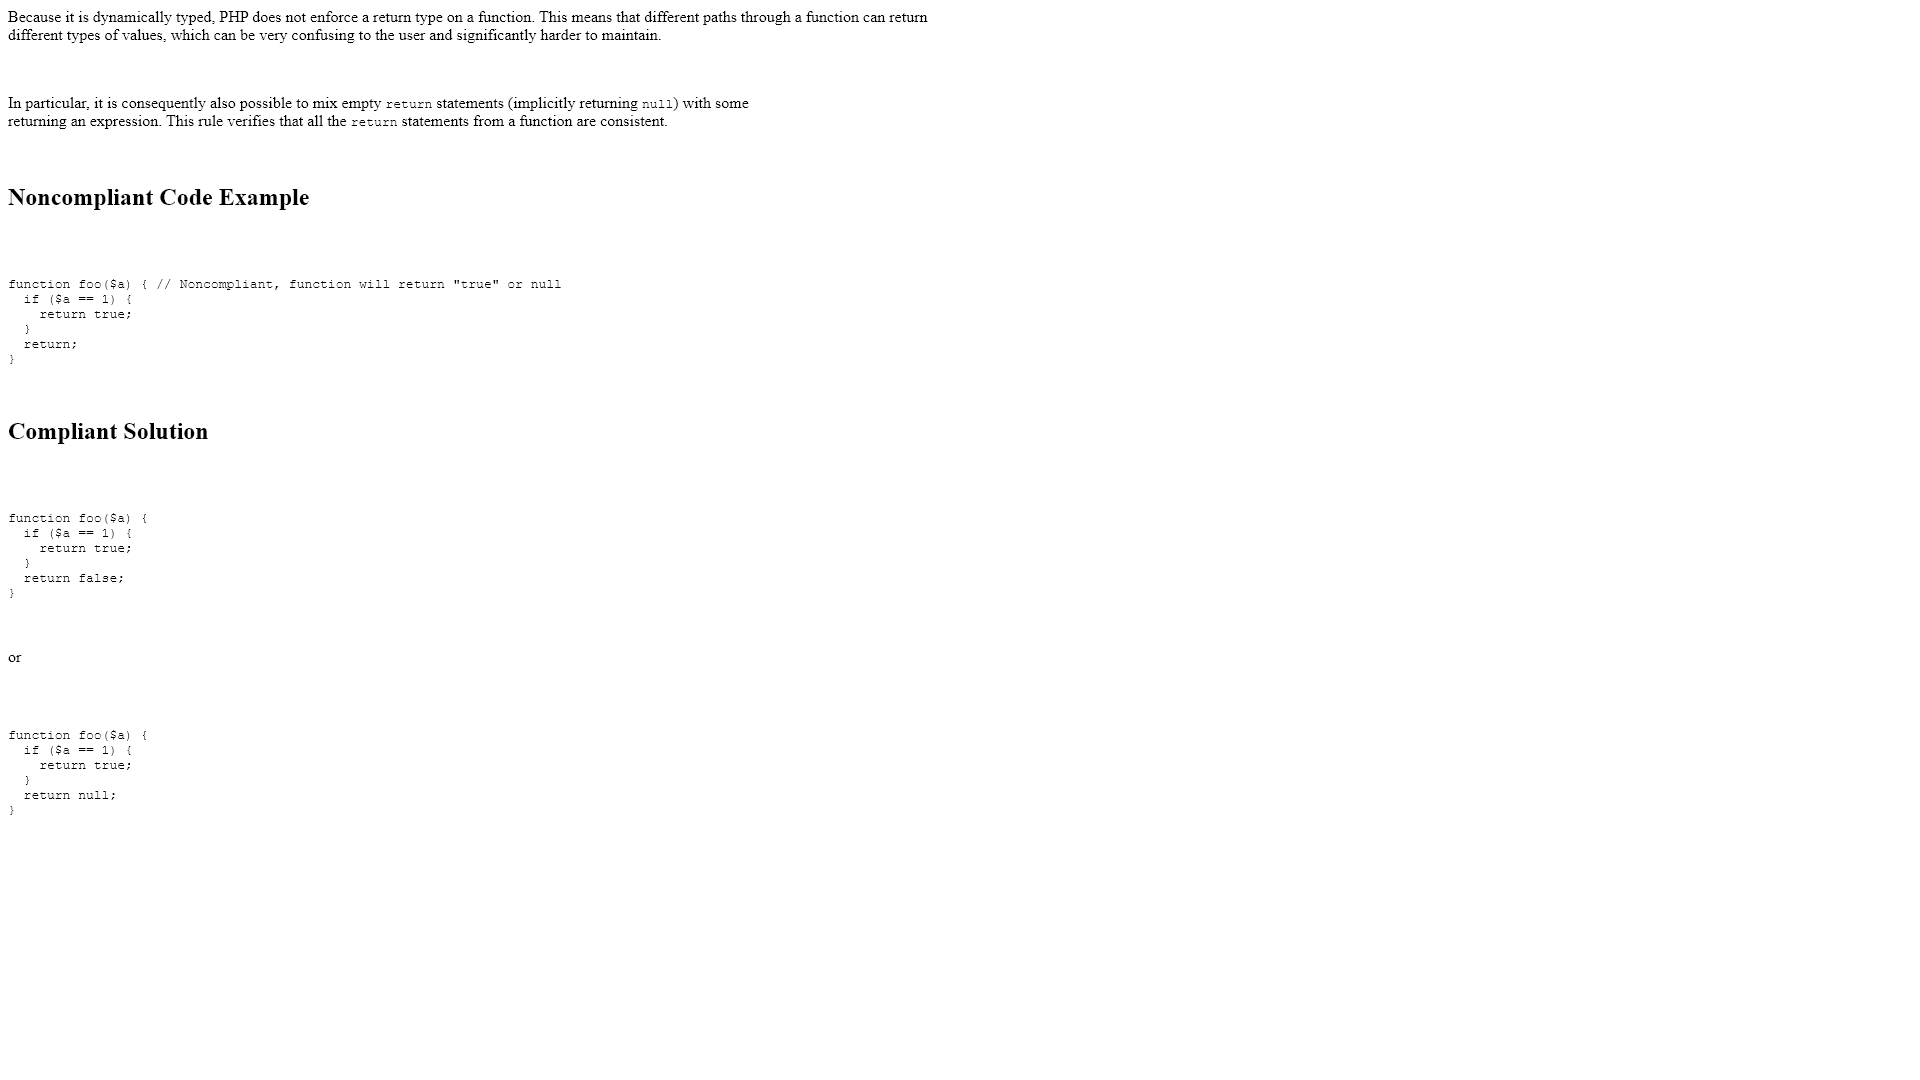 Because it is dynamically typed, PHP does not enforce a return type on a function. This means that different paths through a function can return
different types of values, which can be very confusing to the user and significantly harder to maintain.
In particular, it is consequently also possible to mix empty return statements (implicitly returning null) with some
returning an expression. This rule verifies that all the return statements from a function are consistent.
Noncompliant Code Example
function foo($a) { // Noncompliant, function will return "true" or null
  if ($a == 1) {
    return true;
  }
  return;
}
Compliant Solution
function foo($a) {
  if ($a == 1) {
    return true;
  }
  return false;
}
or
function foo($a) {
  if ($a == 1) {
    return true;
  }
  return null;
}